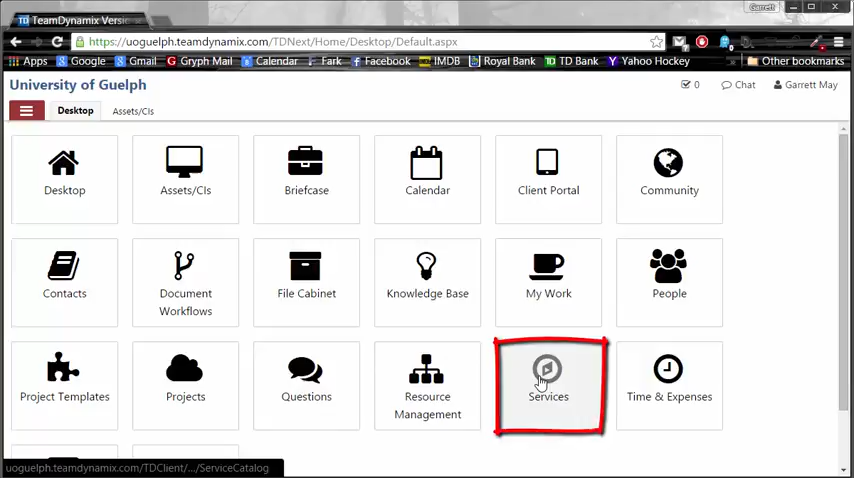 Garrett
TeamDynamix Versic
https://uoguelph.teamdynamix.com/TDNext/Home/Desktop/Default.aspx
Apps Google Gmail Gryph Mail Calendar Fark Facebook IMDB Royal Bank TD Bank Yahoo Hockey » Other bookmarks
University of Guelph
0 Chat Garrett May
Desktop Assets/CIs
Desktop Assets/CIs Briefcase Calendar Client Portal Community
Contacts Document Workflows File Cabinet Knowledge Base My Work People
Project Templates Projects Questions Resource Management Services Time & Expenses
uoguelph.teamdynamix.com/TDClient/.../ServiceCatalog